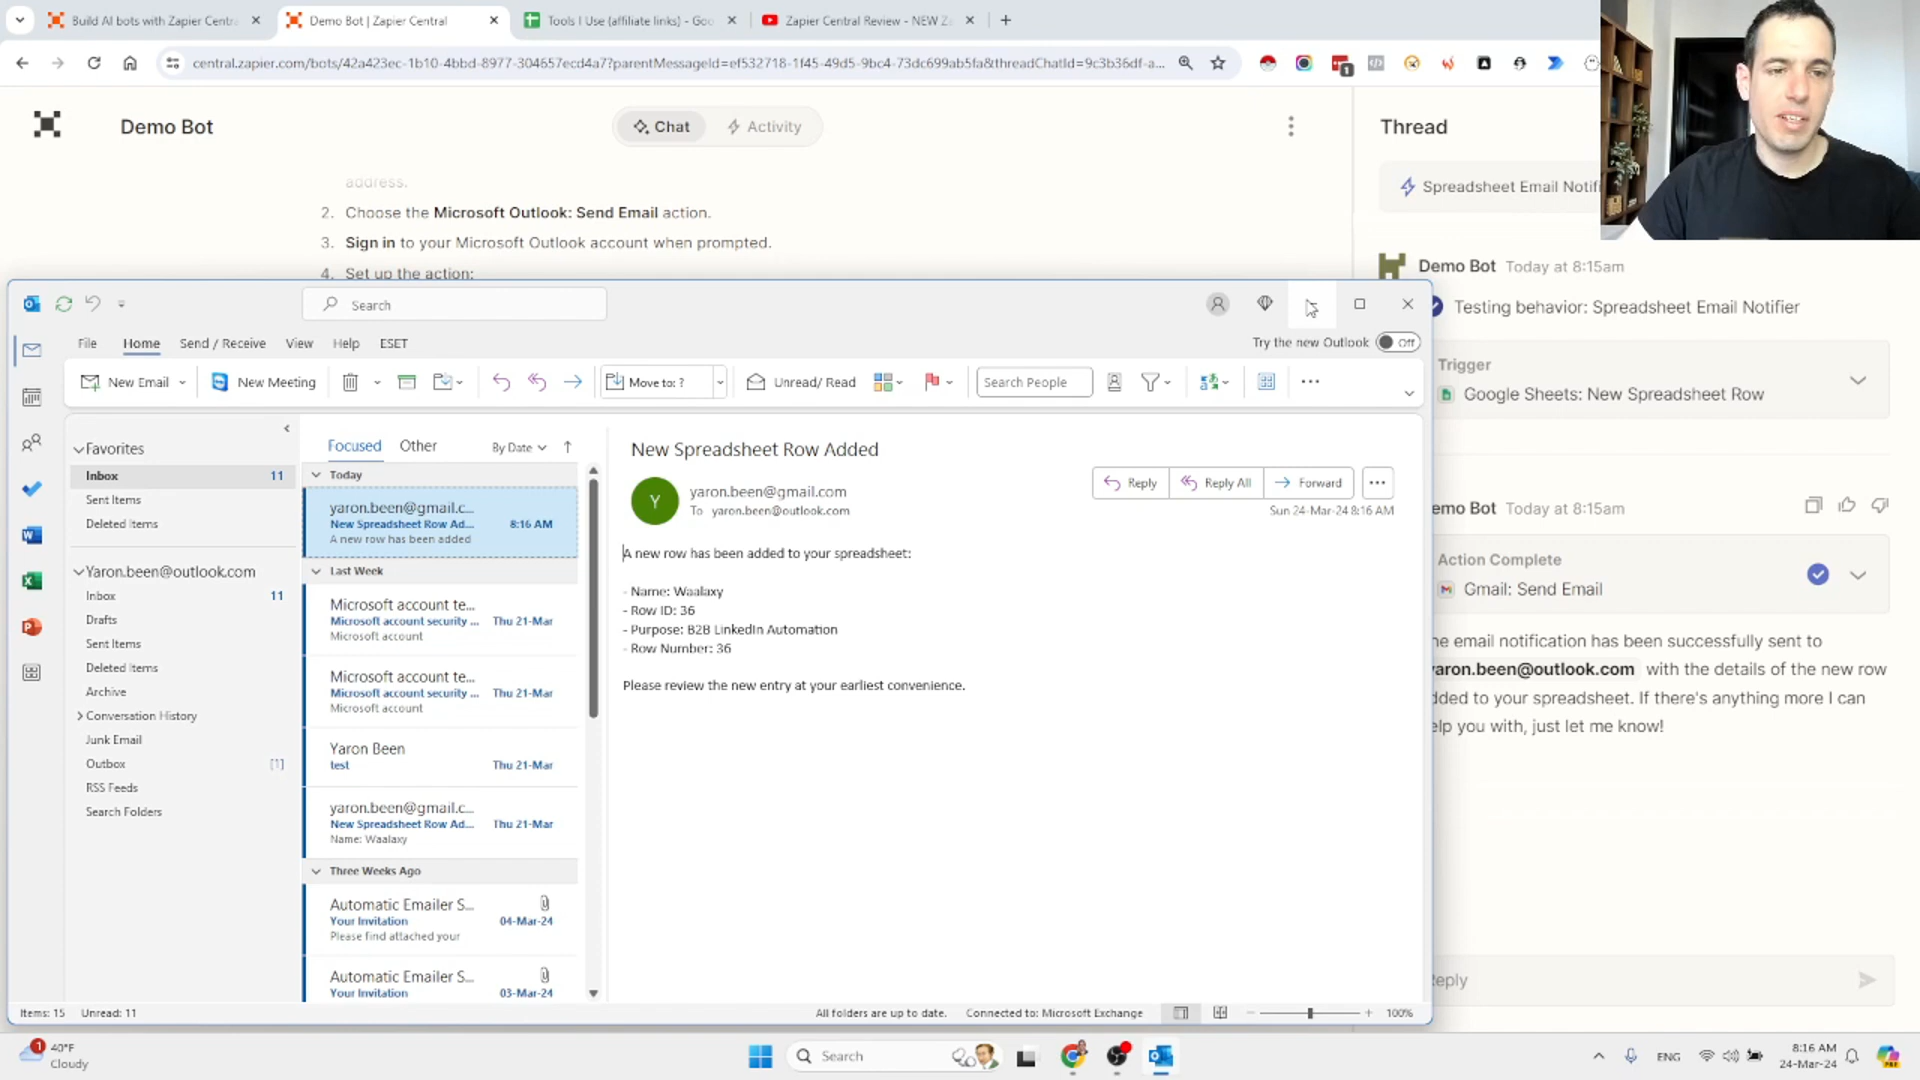 Build AI bots with Zapier Centra
Demo Bot | Zapier Central
Tools I Use (affiliate links) - Goo
Zapier Central Review - NEW Za
central.zapier.com/bots/42a423ec-1b10-4bbd-8977-304657ecd4a7?parentMessageId=ef532718-1f45-49d5-9bc4-73dc699ab5fa&threadChatId=9c3b36df-a...
1
Demo Bot
Chat
Activity
Thread
address.
2. Choose the Microsoft Outlook: Send Email action.
3. Sign in to your Microsoft Outlook account when prompted.
4. Set up the action:
Spreadsheet Email Notifi
Demo Bot Today at 8:15am
Testing behavior: Spreadsheet Email Notifier
Trigger
Google Sheets: New Spreadsheet Row
emo Bot Today at 8:15am
Action Complete
Gmail: Send Email
he email notification has been successfully sent to
yaron.been@outlook.com with the details of the new row
dded to your spreadsheet. If there's anything more I can
elp you with, just let me know!
eply
Search
File Home Send / Receive View Help ESET
Try the new Outlook Off
New Email
New Meeting
Move to: ?
Unread/ Read
Search People
Favorites
Inbox 11
Sent Items
Deleted Items
Yaron.been@outlook.com
Inbox 11
Drafts
Sent Items
Deleted Items
Archive
Conversation History
Junk Email
Outbox [1]
RSS Feeds
Search Folders
Focused Other By Date
Today
yaron.been@gmail.c...
New Spreadsheet Row Ad... 8:16 AM
A new row has been added
Last Week
Microsoft account te...
Microsoft account security ... Thu 21-Mar
Microsoft account
Microsoft account te...
Microsoft account security ... Thu 21-Mar
Microsoft account
Yaron Been
test Thu 21-Mar
yaron.been@gmail.c...
New Spreadsheet Row Ad... Thu 21-Mar
Name: Waalaxy
Three Weeks Ago
Automatic Emailer S...
Your Invitation 04-Mar-24
Please find attached your
Automatic Emailer S...
Your Invitation 03-Mar-24
New Spreadsheet Row Added
Y
yaron.been@gmail.com
To yaron.been@outlook.com
Reply Reply All Forward
Sun 24-Mar-24 8:16 AM
A new row has been added to your spreadsheet:
- Name: Waalaxy
- Row ID: 36
- Purpose: B2B LinkedIn Automation
- Row Number: 36
Please review the new entry at your earliest convenience.
Items: 15 Unread: 11
All folders are up to date. Connected to: Microsoft Exchange
100%
1
40°F
Cloudy
Search
ENG
8:16 AM
24-Mar-24